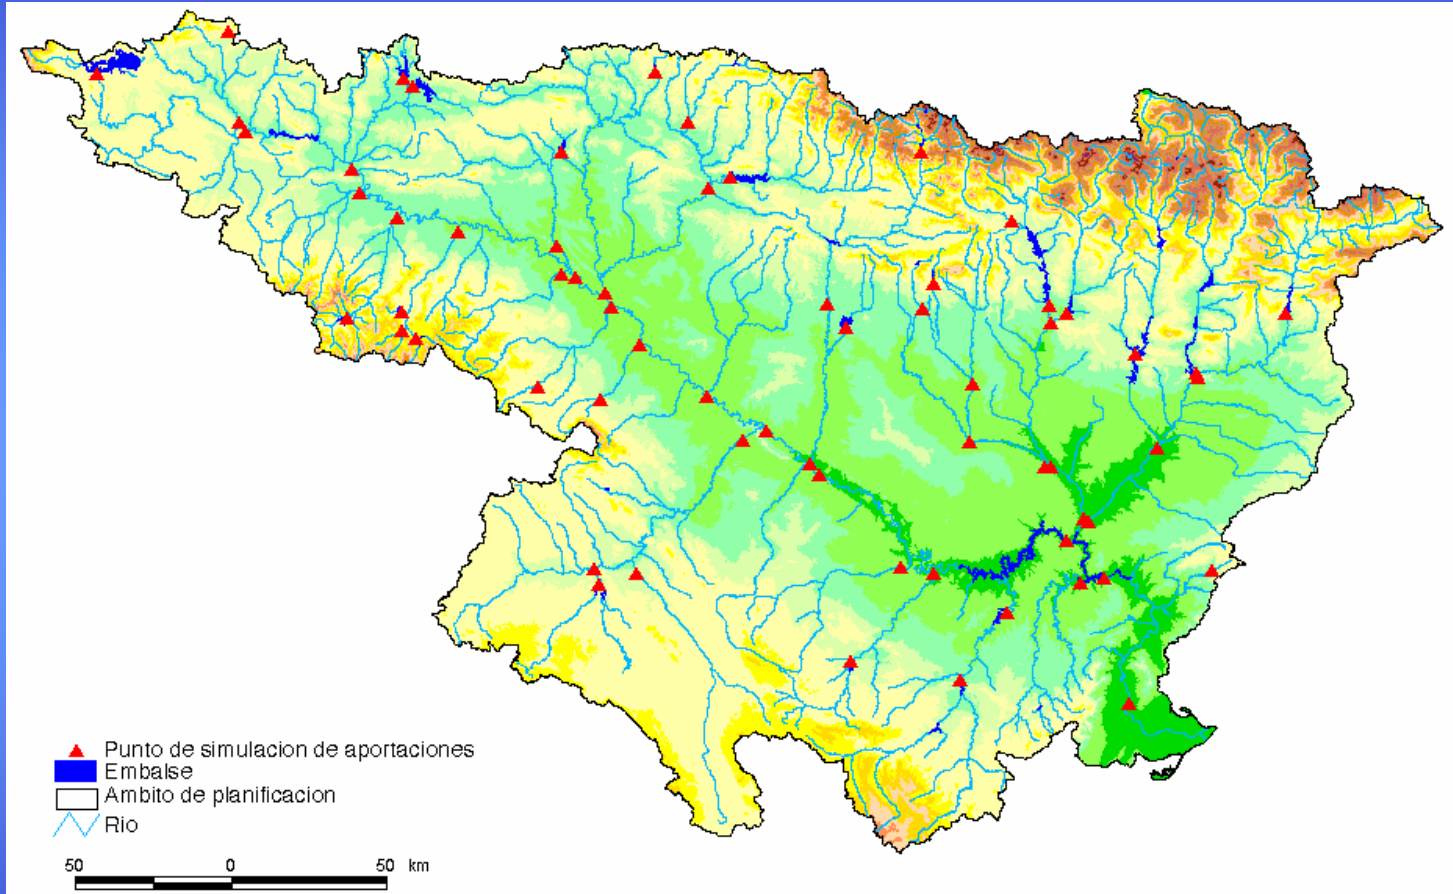 Punto de simulacion de aportaciones
Embalse
Ambito de planificacion
Rio
50 0 50 km